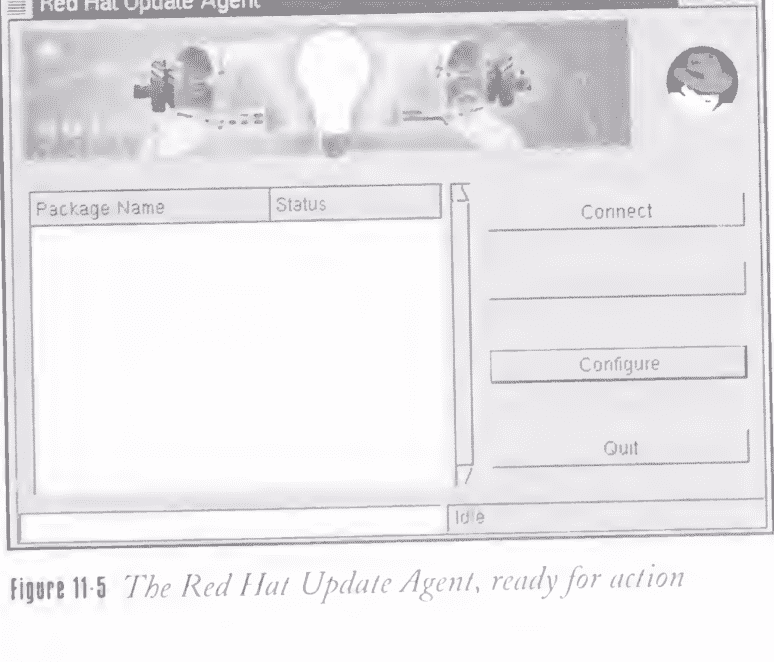 Red Hat Update Agent
Package Name Status
Connect
Configure
Quit
Idle
Figure 11-5 The Red Hat Update Agent, ready for action